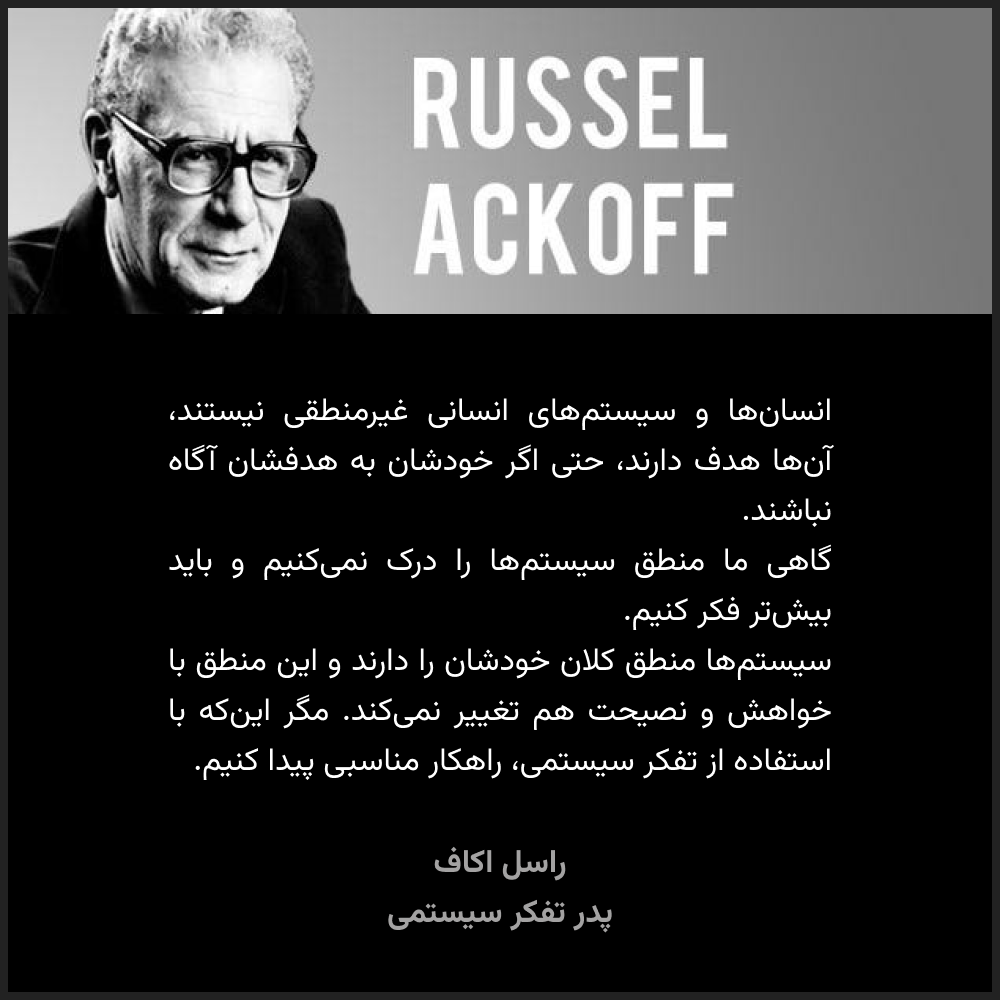 RUSSEL
ACKOFF
انسان‌ها و سیستم‌های انسانی غیرمنطقی نیستند،
آن‌ها هدف دارند، حتی اگر خودشان به هدفشان آگاه
نباشند.
گاهی ما منطق سیستم‌ها را درک نمی‌کنیم و باید
بیش‌تر فکر کنیم.
سیستم‌ها منطق کلان خودشان را دارند و این منطق با
خواهش و نصیحت هم تغییر نمی‌کند. مگر این‌که با
استفاده از تفکر سیستمی، راهکار مناسبی پیدا کنیم.
راسل اکاف
پدر تفکر سیستمی